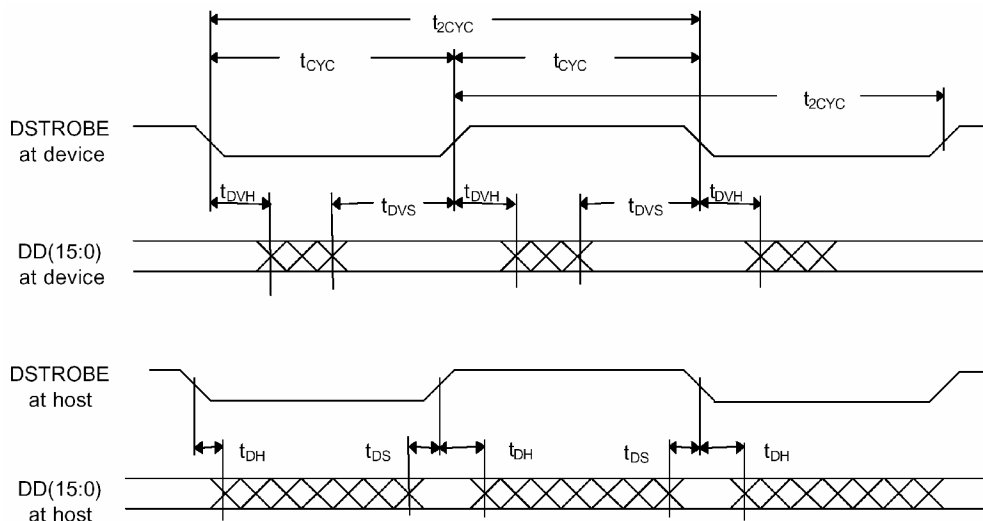 t2CYC
tCYC tCYC
t2CYC
DSTROBE
at device
tDVH tDVS tDVH tDVS tDVH
DD(15:0)
at device
DSTROBE
at host
tDH tDS tDH tDS tDH
DD(15:0)
at host